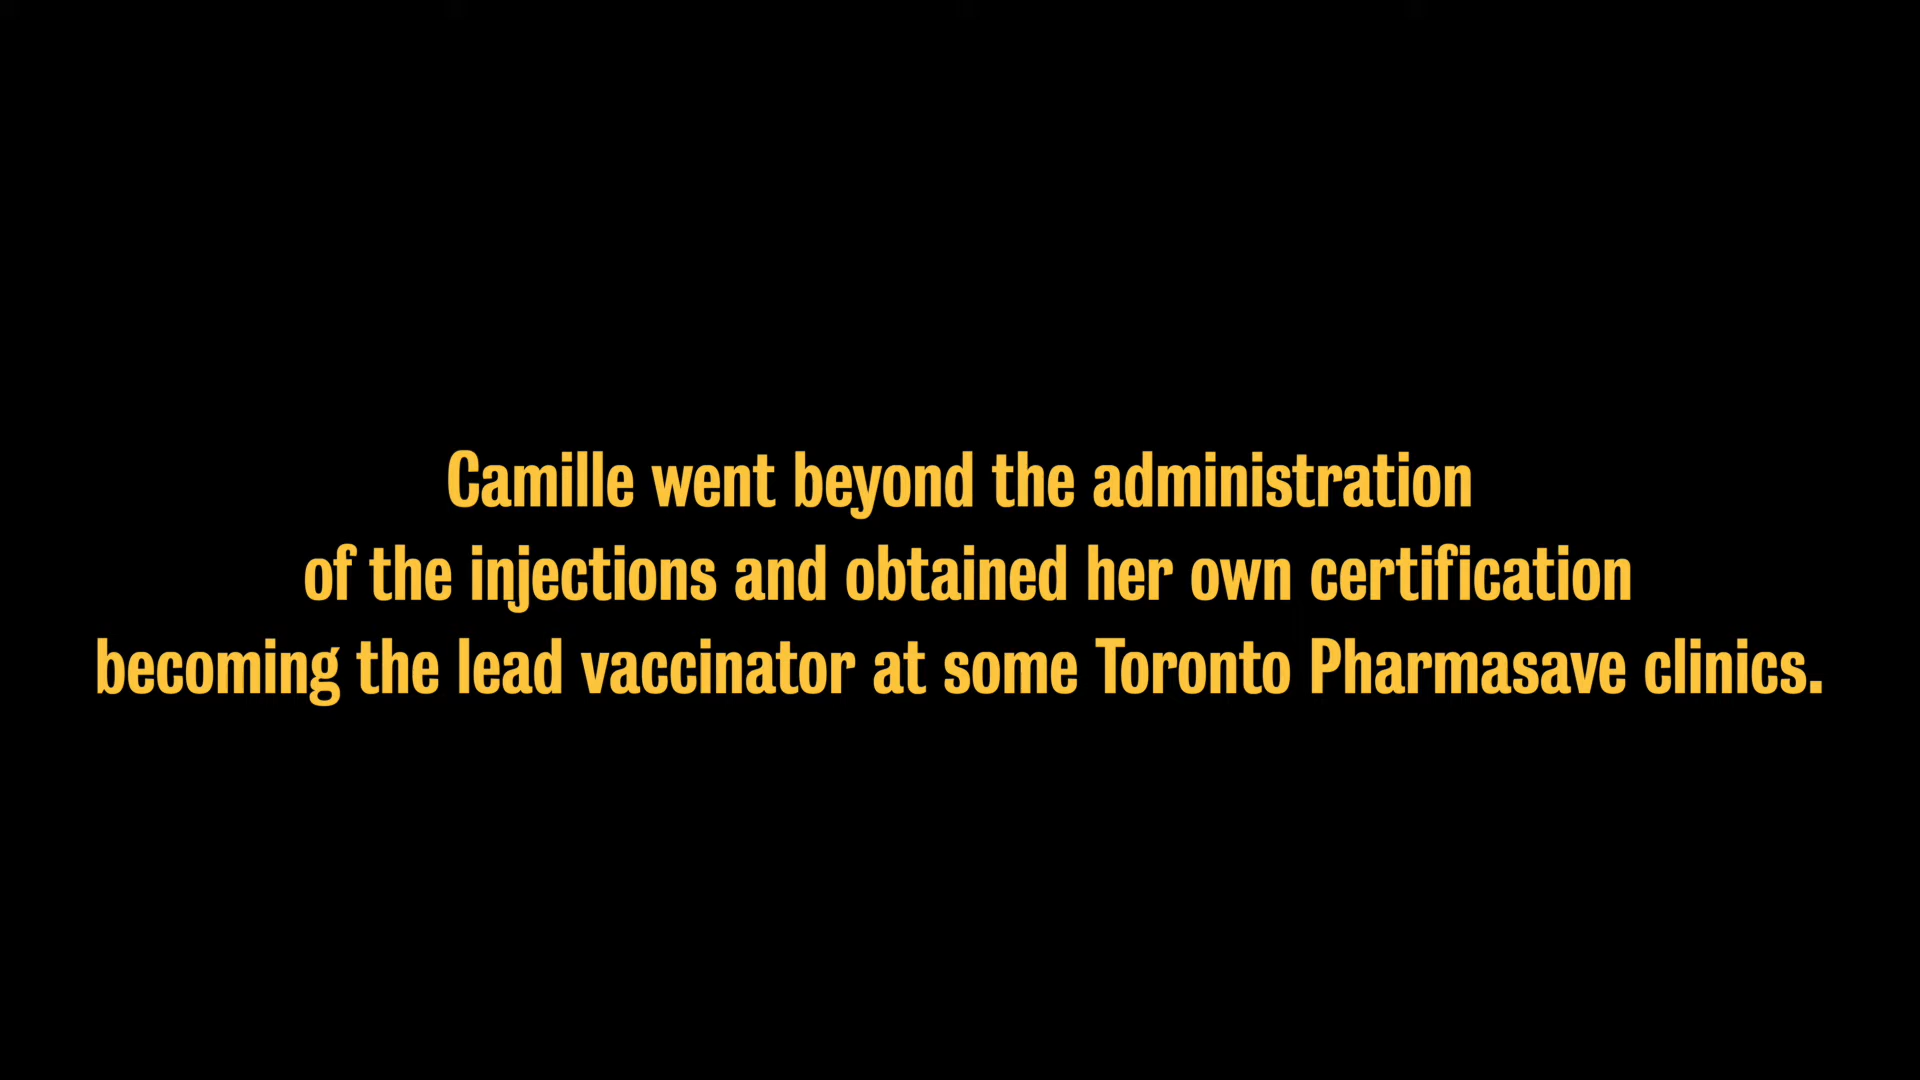 Camille went beyond the administration
of the injections and obtained her own certification
becoming the lead vaccinator at some Toronto Pharmasave clinics.